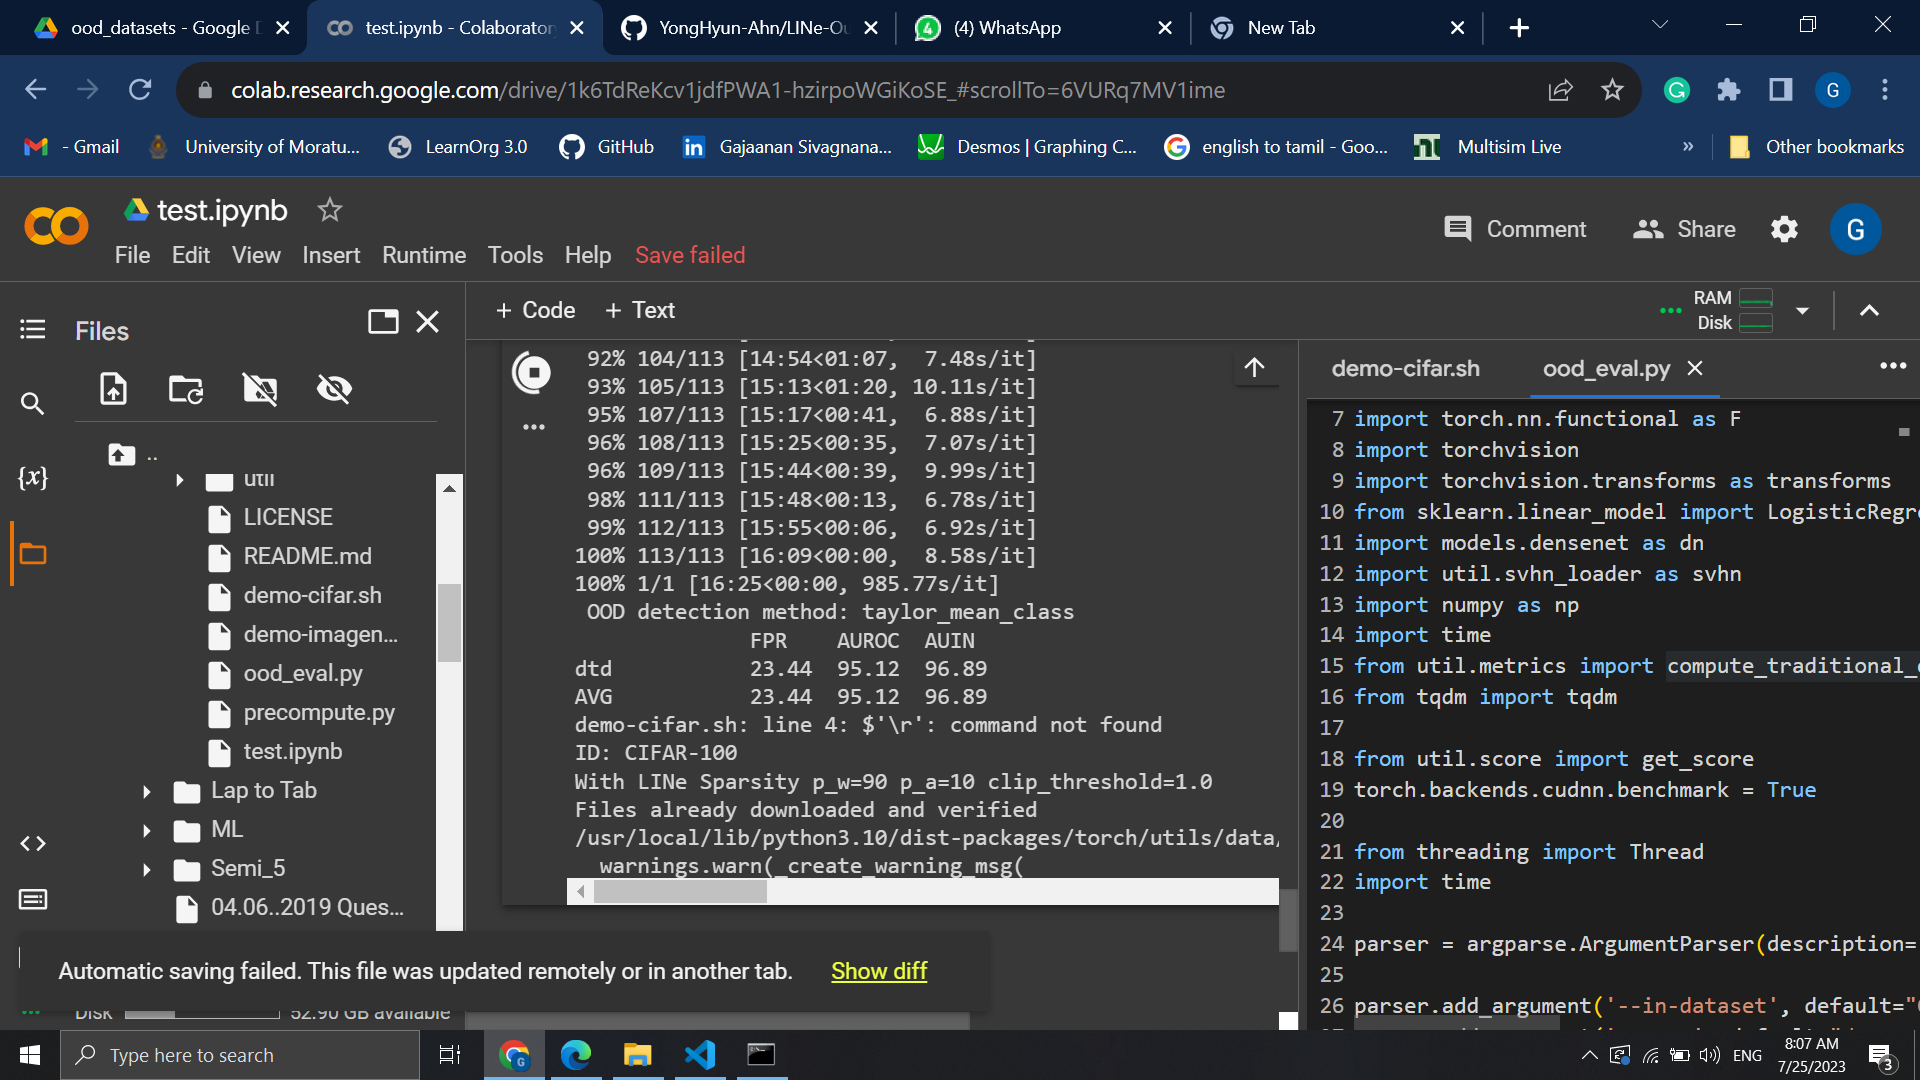 ood_datasets - Google D
test.ipynb - Colaboratory
YongHyun-Ahn/LINe-Ou
(4) WhatsApp
New Tab
colab.research.google.com/drive/1k6TdReKcv1jdfPWA1-hzirpoWGiKoSE_#scrollTo=6VURq7MV1ime
G
- Gmail
University of Moratu...
LearnOrg 3.0
GitHub
Gajaanan Sivagnana...
Desmos | Graphing C...
english to tamil - Goo...
Multisim Live
»
Other bookmarks
test.ipynb
File Edit View Insert Runtime Tools Help Save failed
Comment
Share
G
Files
+ Code + Text
RAM
Disk
..
util
LICENSE
README.md
demo-cifar.sh
demo-imagen...
ood_eval.py
precompute.py
test.ipynb
Lap to Tab
ML
Semi_5
04.06..2019 Ques...
Disk
52.90 GB available
{x}
92% 104/113 [14:54<01:07, 7.48s/it]
93% 105/113 [15:13<01:20, 10.11s/it]
95% 107/113 [15:17<00:41, 6.88s/it]
96% 108/113 [15:25<00:35, 7.07s/it]
96% 109/113 [15:44<00:39, 9.99s/it]
98% 111/113 [15:48<00:13, 6.78s/it]
99% 112/113 [15:55<00:06, 6.92s/it]
100% 113/113 [16:09<00:00, 8.58s/it]
100% 1/1 [16:25<00:00, 985.77s/it]
OOD detection method: taylor_mean_class
FPR AUROC AUIN
dtd 23.44 95.12 96.89
AVG 23.44 95.12 96.89
demo-cifar.sh: line 4: $'\r': command not found
ID: CIFAR-100
With LINe Sparsity p_w=90 p_a=10 clip_threshold=1.0
Files already downloaded and verified
/usr/local/lib/python3.10/dist-packages/torch/utils/data/
warnings.warn(_create_warning_msg(
demo-cifar.sh
ood_eval.py
7 import torch.nn.functional as F
8 import torchvision
9 import torchvision.transforms as transforms
10 from sklearn.linear_model import LogisticRegre
11 import models.densenet as dn
12 import util.svhn_loader as svhn
13 import numpy as np
14 import time
15 from util.metrics import compute_traditional_
16 from tqdm import tqdm
17
18 from util.score import get_score
19 torch.backends.cudnn.benchmark = True
20
21 from threading import Thread
22 import time
23
24 parser = argparse.ArgumentParser(description=
25
26 parser.add_argument('--in-dataset', default="
Automatic saving failed. This file was updated remotely or in another tab. Show diff
Type here to search
ENG
8:07 AM
7/25/2023
3